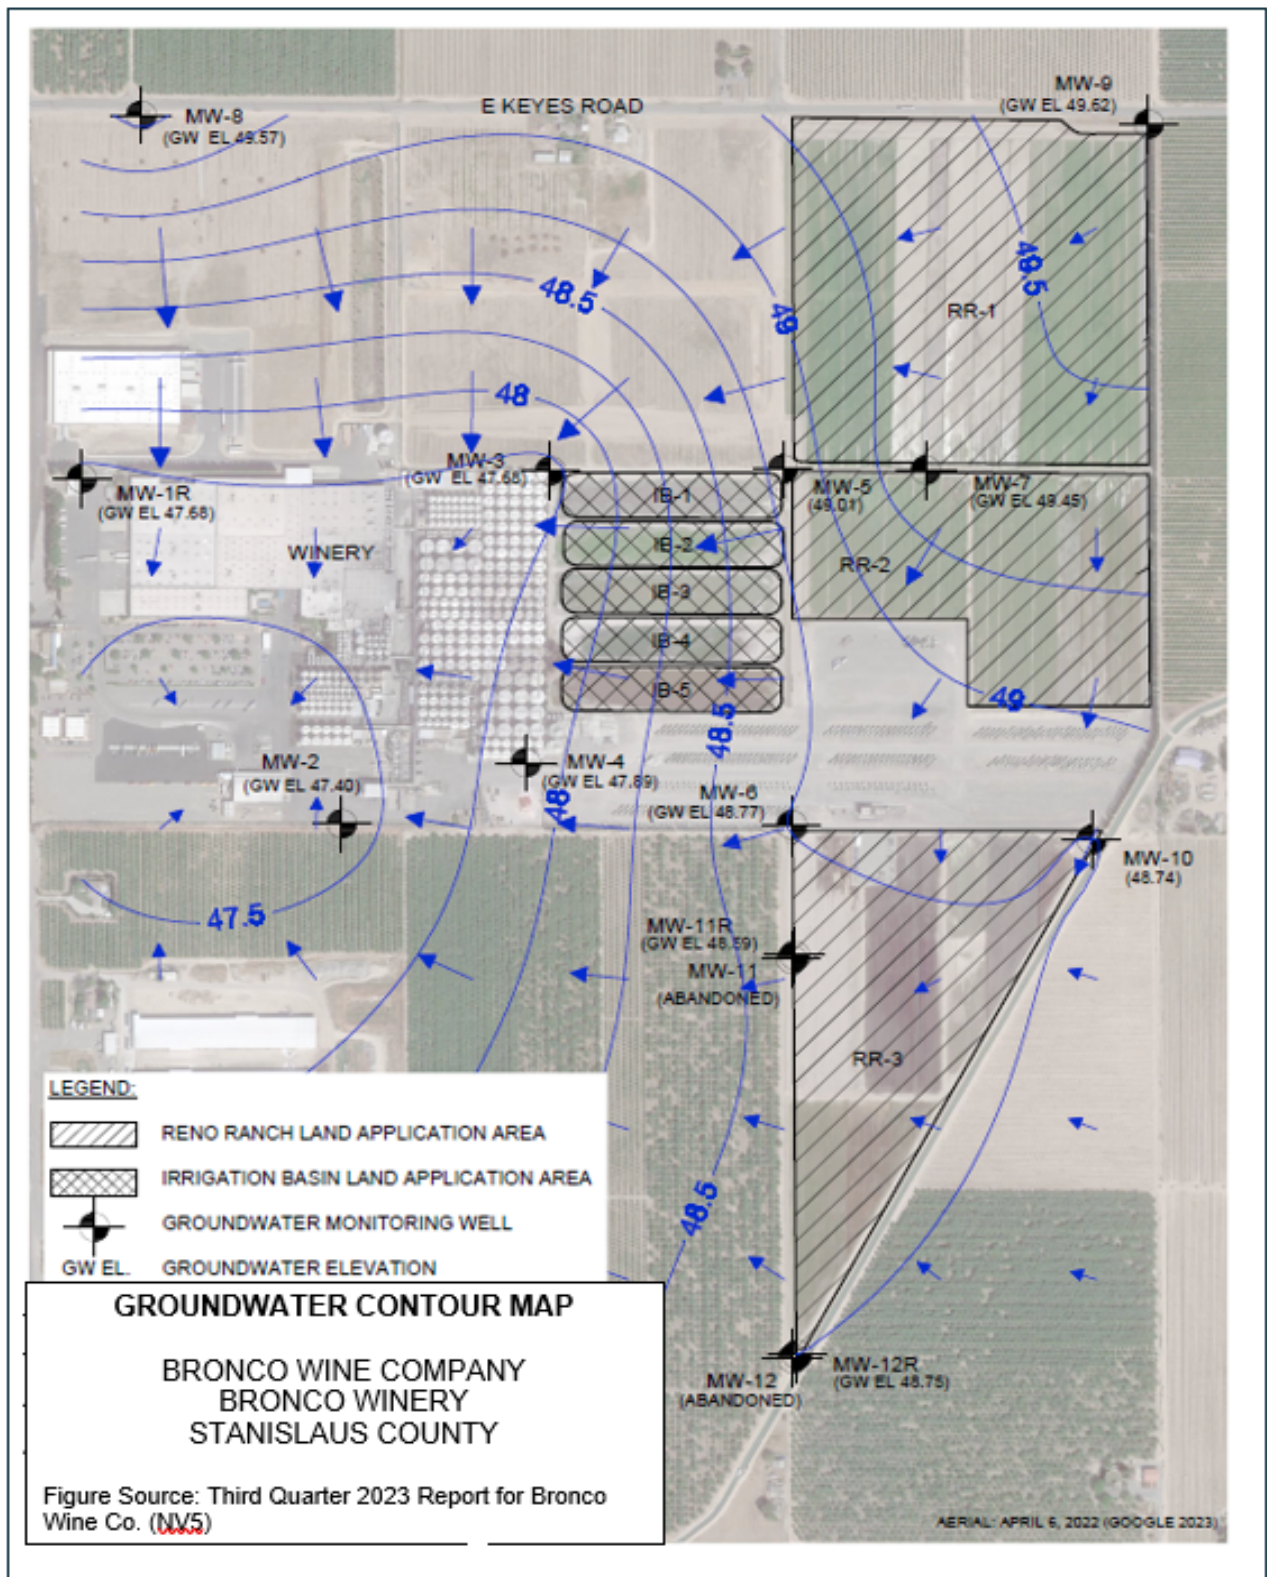 MW-9
(GW EL 49.62)
E KEYES ROAD
MW-8
(GW EL 49.57)
49.5
48.5
49
RR-1
48
MW-3
(GW EL 47.68)
MW-1R
(GW EL 47.68)
IB-1
MW-5
(49.01)
MW-7
(GW EL 49.45)
WINERY
IB-2
RR-2
IB-3
IB-4
IB-5
49
48.5
MW-2
(GW EL 47.40)
MW-4
(GW EL 47.89)
48
MW-6
(GW EL 48.77)
MW-10
(48.74)
47.5
MW-11R
(GW EL 48.59)
MW-11
(ABANDONED)
RR-3
LEGEND:
RENO RANCH LAND APPLICATION AREA
IRRIGATION BASIN LAND APPLICATION AREA
48.5
GROUNDWATER MONITORING WELL
GW EL. GROUNDWATER ELEVATION
GROUNDWATER CONTOUR MAP
BRONCO WINE COMPANY
BRONCO WINERY
STANISLAUS COUNTY
MW-12
(ABANDONED)
MW-12R
(GW EL 48.75)
Figure Source: Third Quarter 2023 Report for Bronco
Wine Co. (NV5)
AERIAL: APRIL 6, 2022 (GOOGLE 2023)